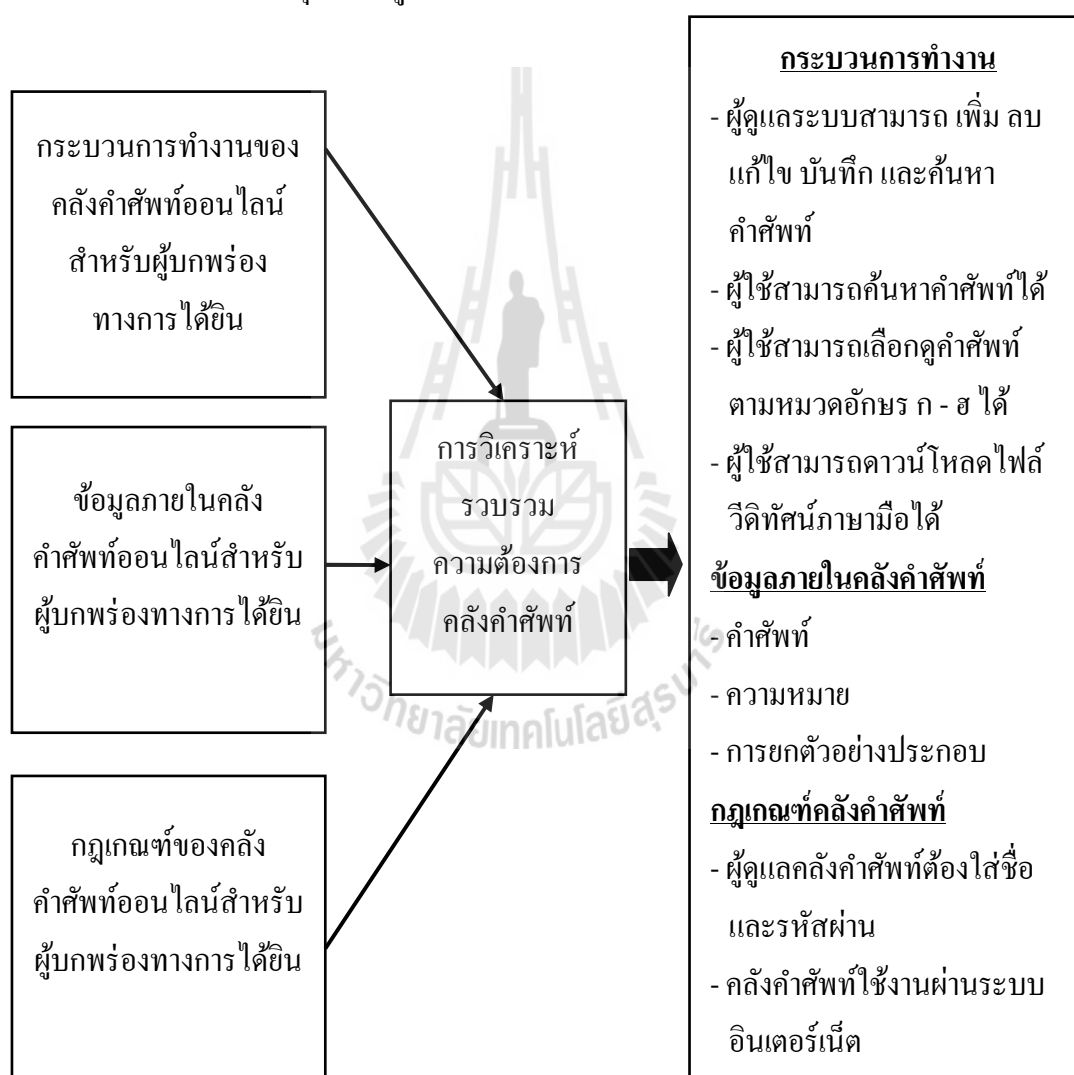 กระบวนการทำงานของ
คลังคำศัพท์ออนไลน์
สำหรับผู้บกพร่อง
ทางการได้ยิน
ข้อมูลภายในคลัง
คำศัพท์ออนไลน์สำหรับ
ผู้บกพร่องทางการได้ยิน
กฎเกณฑ์ของคลัง
คำศัพท์ออนไลน์สำหรับ
ผู้บกพร่องทางการได้ยิน
การวิเคราะห์
รวบรวม
ความต้องการ
คลังคำศัพท์
กระบวนการทำงาน
- ผู้ดูแลระบบสามารถ เพิ่ม ลบ
แก้ไข บันทึก และค้นหา
คำศัพท์
- ผู้ใช้สามารถค้นหาคำศัพท์ได้
- ผู้ใช้สามารถเลือกดูคำศัพท์
ตามหมวดอักษร ก - ฮ ได้
- ผู้ใช้สามารถดาวน์โหลดไฟล์
วีดิทัศน์ภาษามือได้
ข้อมูลภายในคลังคำศัพท์
- คำศัพท์
- ความหมาย
- การยกตัวอย่างประกอบ
กฎเกณฑ์คลังคำศัพท์
- ผู้ดูแลคลังคำศัพท์ต้องใส่ชื่อ
และรหัสผ่าน
- คลังคำศัพท์ใช้งานผ่านระบบ
อินเตอร์เน็ต
มหาวิทยาลัยเทคโนโลยีสุรนารี